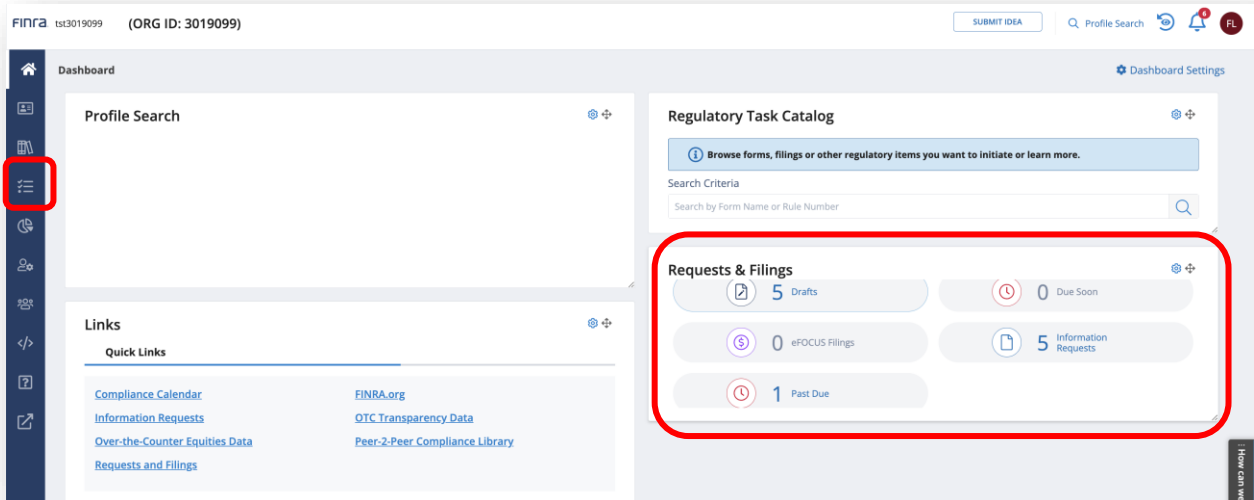 FINRA tst3019099 (ORG ID: 3019099) SUBMIT IDEA Profile Search 6 FL
Dashboard Dashboard Settings
Profile Search
Regulatory Task Catalog
Browse forms, filings or other regulatory items you want to initiate or learn more.
Search Criteria
Search by Form Name or Rule Number
Requests & Filings
5 Drafts 0 Due Soon
0 eFOCUS Filings 5 Information
Requests
1 Past Due
Links
Quick Links
Compliance Calendar FINRA.org
Information Requests OTC Transparency Data
Over-the-Counter Equities Data Peer-2-Peer Compliance Library
Requests and Filings
How can we